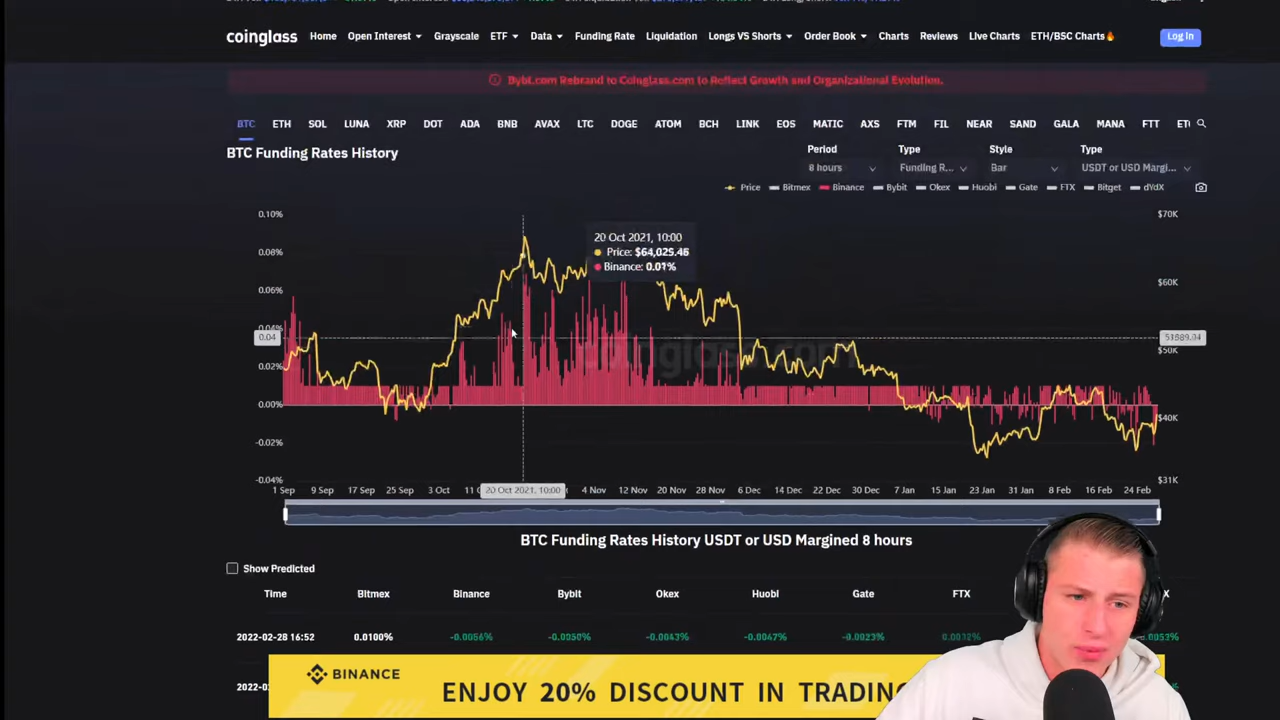 coinglass Home Open Interest Grayscale ETF Data Funding Rate Liquidation Longs VS Shorts Order Book Charts Reviews Live Charts ETH/BSC Charts🔥 Log In
Bybt.com Rebrand to Coinglass.com to Reflect Growth and Organizational Evolution.
BTC ETH SOL LUNA XRP DOT ADA BNB AVAX LTC DOGE ATOM BCH LINK EOS MATIC AXS FTM FIL NEAR SAND GALA MANA FTT
BTC Funding Rates History
Period Type Style Type
8 hours Funding R... Bar USDT or USD Margi...
Price Bitmex Binance Bybit Okex Huobi Gate FTX Bitget dYdX
0.10% $70K
20 Oct 2021, 10:00
Price: $64,025.46
Binance: 0.01%
0.08%
0.06% $60K
0.04%
0.04 51889.04
0.02% $50K
0.00% $40K
-0.02%
-0.04% $31K
coinglass.com
1 Sep 9 Sep 17 Sep 25 Sep 3 Oct 20 Oct 2021, 10:00 4 Nov 12 Nov 20 Nov 28 Nov 6 Dec 14 Dec 22 Dec 30 Dec 7 Jan 15 Jan 23 Jan 31 Jan 8 Feb 16 Feb 24 Feb
BTC Funding Rates History USDT or USD Margined 8 hours
Show Predicted
Time Bitmex Binance Bybit Okex Huobi Gate FTX
2022-02-28 16:52 0.0100% -0.0056% -0.0050% -0.0043% -0.0047% -0.0023%
BINANCE
ENJOY 20% DISCOUNT IN